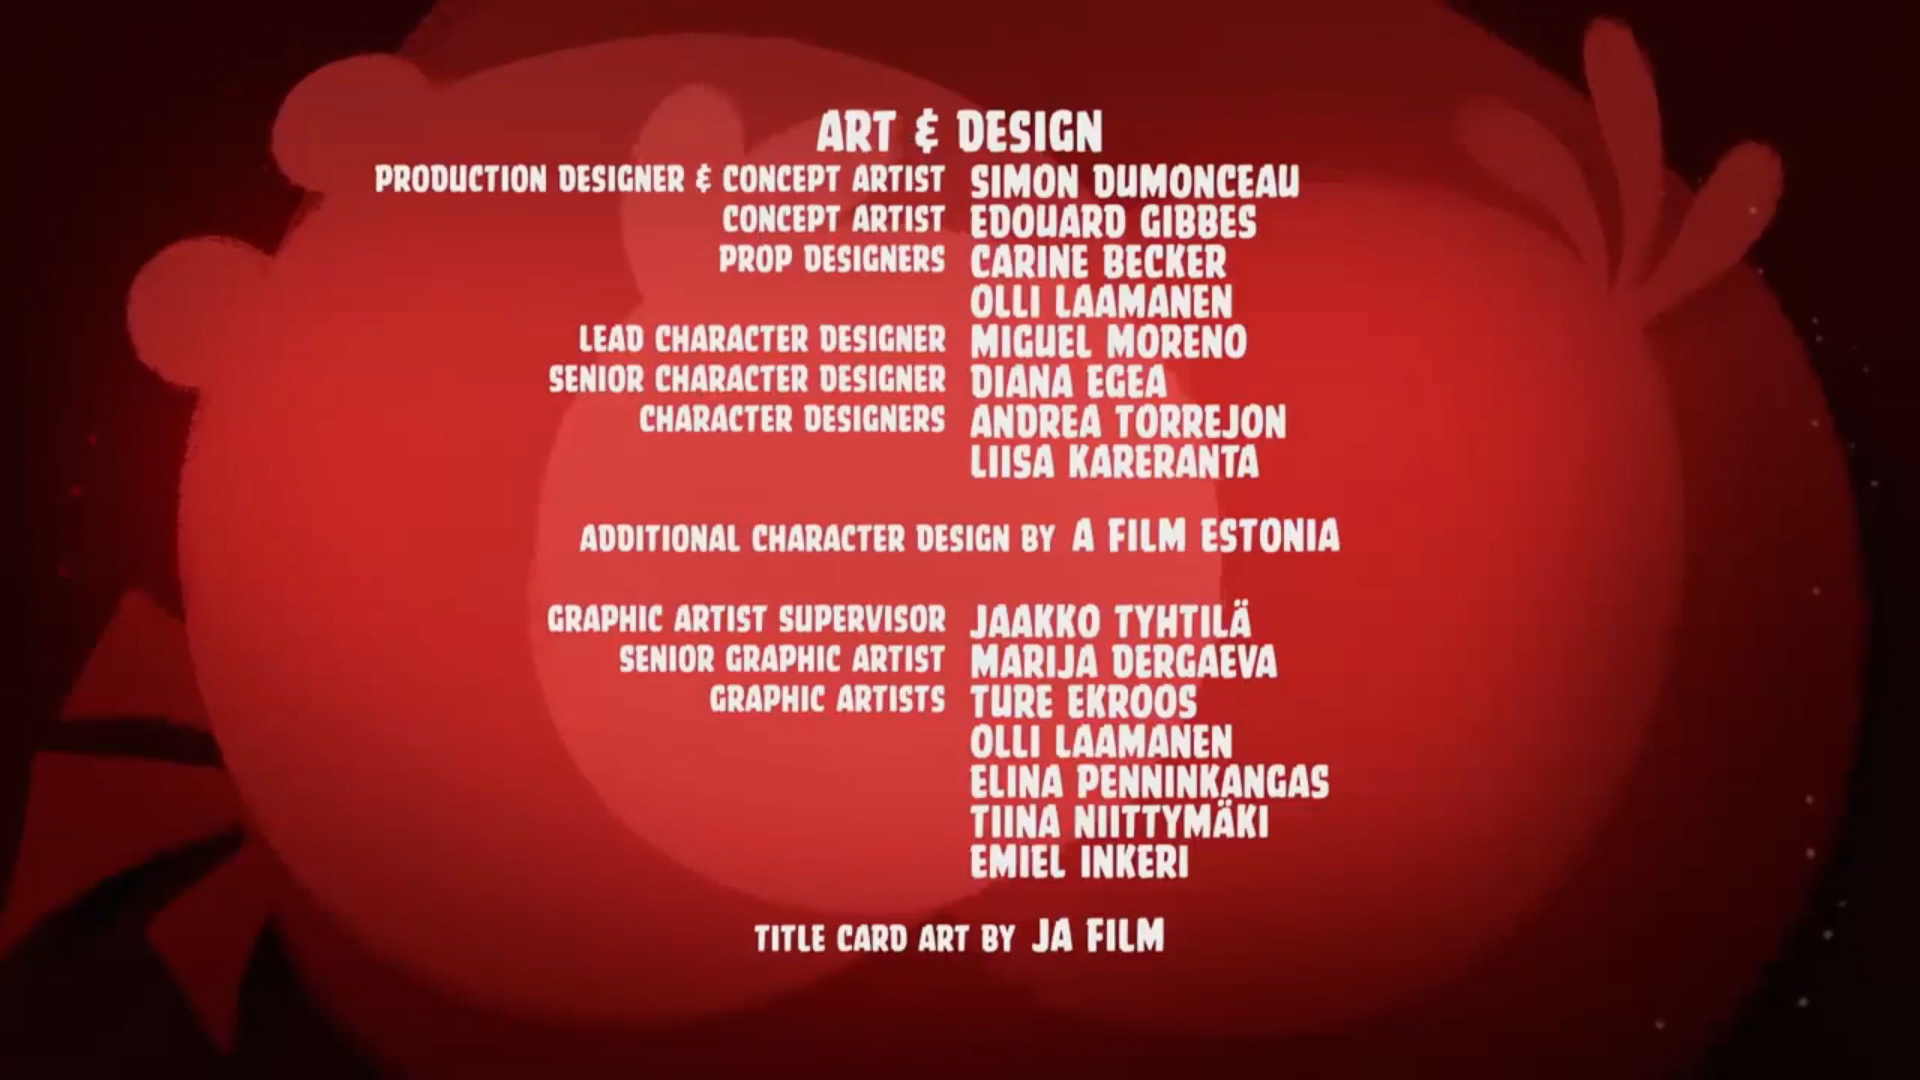 ART & DESIGN
PRODUCTION DESIGNER & CONCEPT ARTIST SIMON DUMONCEAU
CONCEPT ARTIST EDOUARD GIBBES
PROP DESIGNERS CARINE BECKER
OLLI LAAMANEN
LEAD CHARACTER DESIGNER MIGUEL MORENO
SENIOR CHARACTER DESIGNER DIANA EGEA
CHARACTER DESIGNERS ANDREA TORREJON
LIISA KARERANTA
ADDITIONAL CHARACTER DESIGN BY A FILM ESTONIA
GRAPHIC ARTIST SUPERVISOR JAAKKO TYHTILÄ
SENIOR GRAPHIC ARTIST MARIJA DERGAEVA
GRAPHIC ARTISTS TURE EKROOS
OLLI LAAMANEN
ELINA PENNINKANGAS
TIINA NIITTYMÄKI
EMIEL INKERI
TITLE CARD ART BY JA FILM